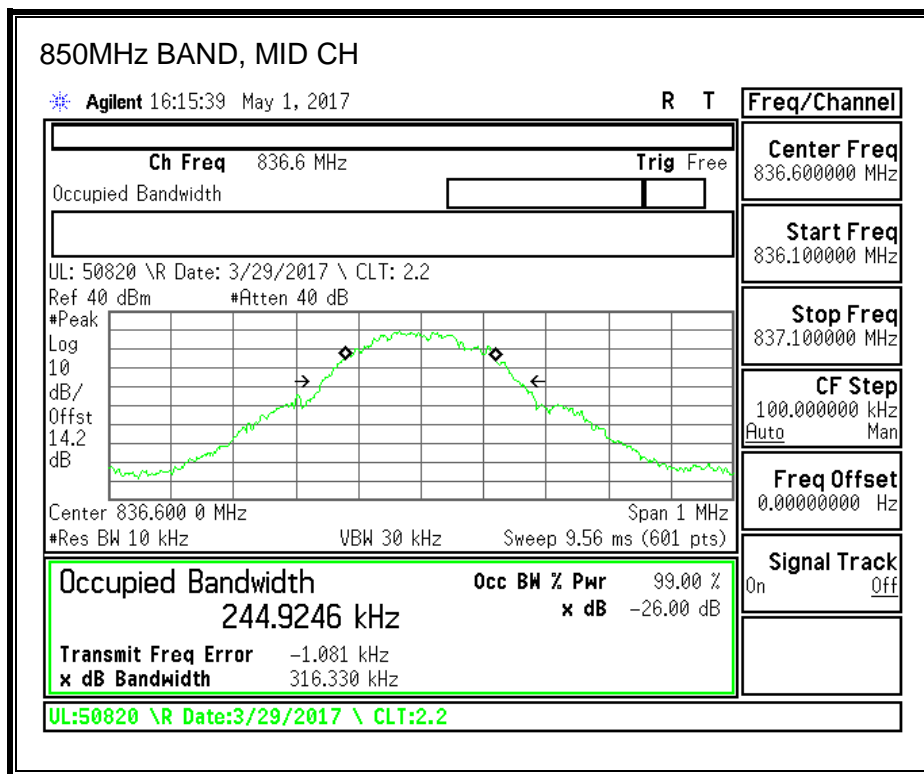 850MHz BAND, MID CH
Agilent 16:15:39 May 1, 2017 R T
Freq/Channel
Ch Freq 836.6 MHz Trig Free
Occupied Bandwidth
Center Freq
836.600000 MHz
Start Freq
836.100000 MHz
UL: 50820 \R Date: 3/29/2017 \ CLT: 2.2
Ref 40 dBm #Atten 40 dB
#Peak
Log
10
dB/
Offst
14.2
dB
Stop Freq
837.100000 MHz
CF Step
100.000000 kHz
Auto Man
Freq Offset
0.00000000 Hz
Center 836.600 0 MHz Span 1 MHz
#Res BW 10 kHz VBW 30 kHz Sweep 9.56 ms (601 pts)
Signal Track
On Off
Occupied Bandwidth Occ BW % Pwr 99.00 %
244.9246 kHz x dB -26.00 dB
Transmit Freq Error -1.081 kHz
x dB Bandwidth 316.330 kHz
UL:50820 \R Date:3/29/2017 \ CLT:2.2